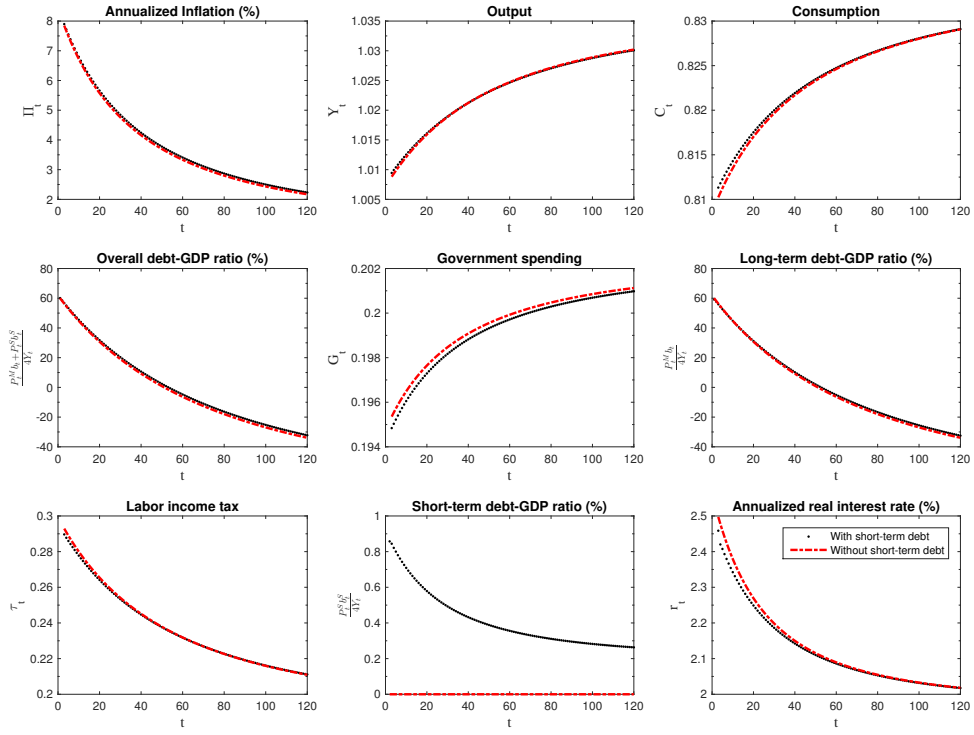 Annualized Inflation (%)
8
7
6
5
4
3
2
Π_t
0 20 40 60 80 100 120
t
Output
1.035
1.03
1.025
1.02
1.015
1.01
1.005
Y_t
0 20 40 60 80 100 120
t
Consumption
0.83
0.825
0.82
0.815
0.81
C_t
0 20 40 60 80 100 120
t
Overall debt-GDP ratio (%)
80
60
40
20
0
-20
-40
P_t^M b_t + P_t^S b_t^S
4Y_t
0 20 40 60 80 100 120
t
Government spending
0.202
0.2
0.198
0.196
0.194
G_t
0 20 40 60 80 100 120
t
Long-term debt-GDP ratio (%)
80
60
40
20
0
-20
-40
P_t^M b_t
4Y_t
0 20 40 60 80 100 120
t
Labor income tax
0.3
0.28
0.26
0.24
0.22
0.2
τ_t
0 20 40 60 80 100 120
t
Short-term debt-GDP ratio (%)
1
0.8
0.6
0.4
0.2
0
P_t^S b_t^S
4Y_t
0 20 40 60 80 100 120
t
Annualized real interest rate (%)
2.5
2.4
2.3
2.2
2.1
2
r_t
With short-term debt
Without short-term debt
0 20 40 60 80 100 120
t